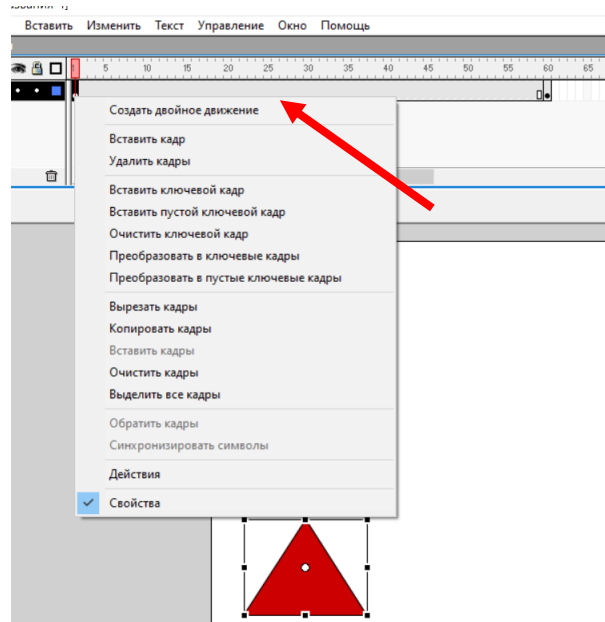 Вставить Изменить Текст Управление Окно Помощь
1 5 10 15 20 25 30 35 40 45 50 55 60 65
Создать двойное движение
Вставить кадр
Удалить кадры
Вставить ключевой кадр
Вставить пустой ключевой кадр
Очистить ключевой кадр
Преобразовать в ключевые кадры
Преобразовать в пустые ключевые кадры
Вырезать кадры
Копировать кадры
Вставить кадры
Очистить кадры
Выделить все кадры
Обратить кадры
Синхронизировать символы
Действия
Свойства